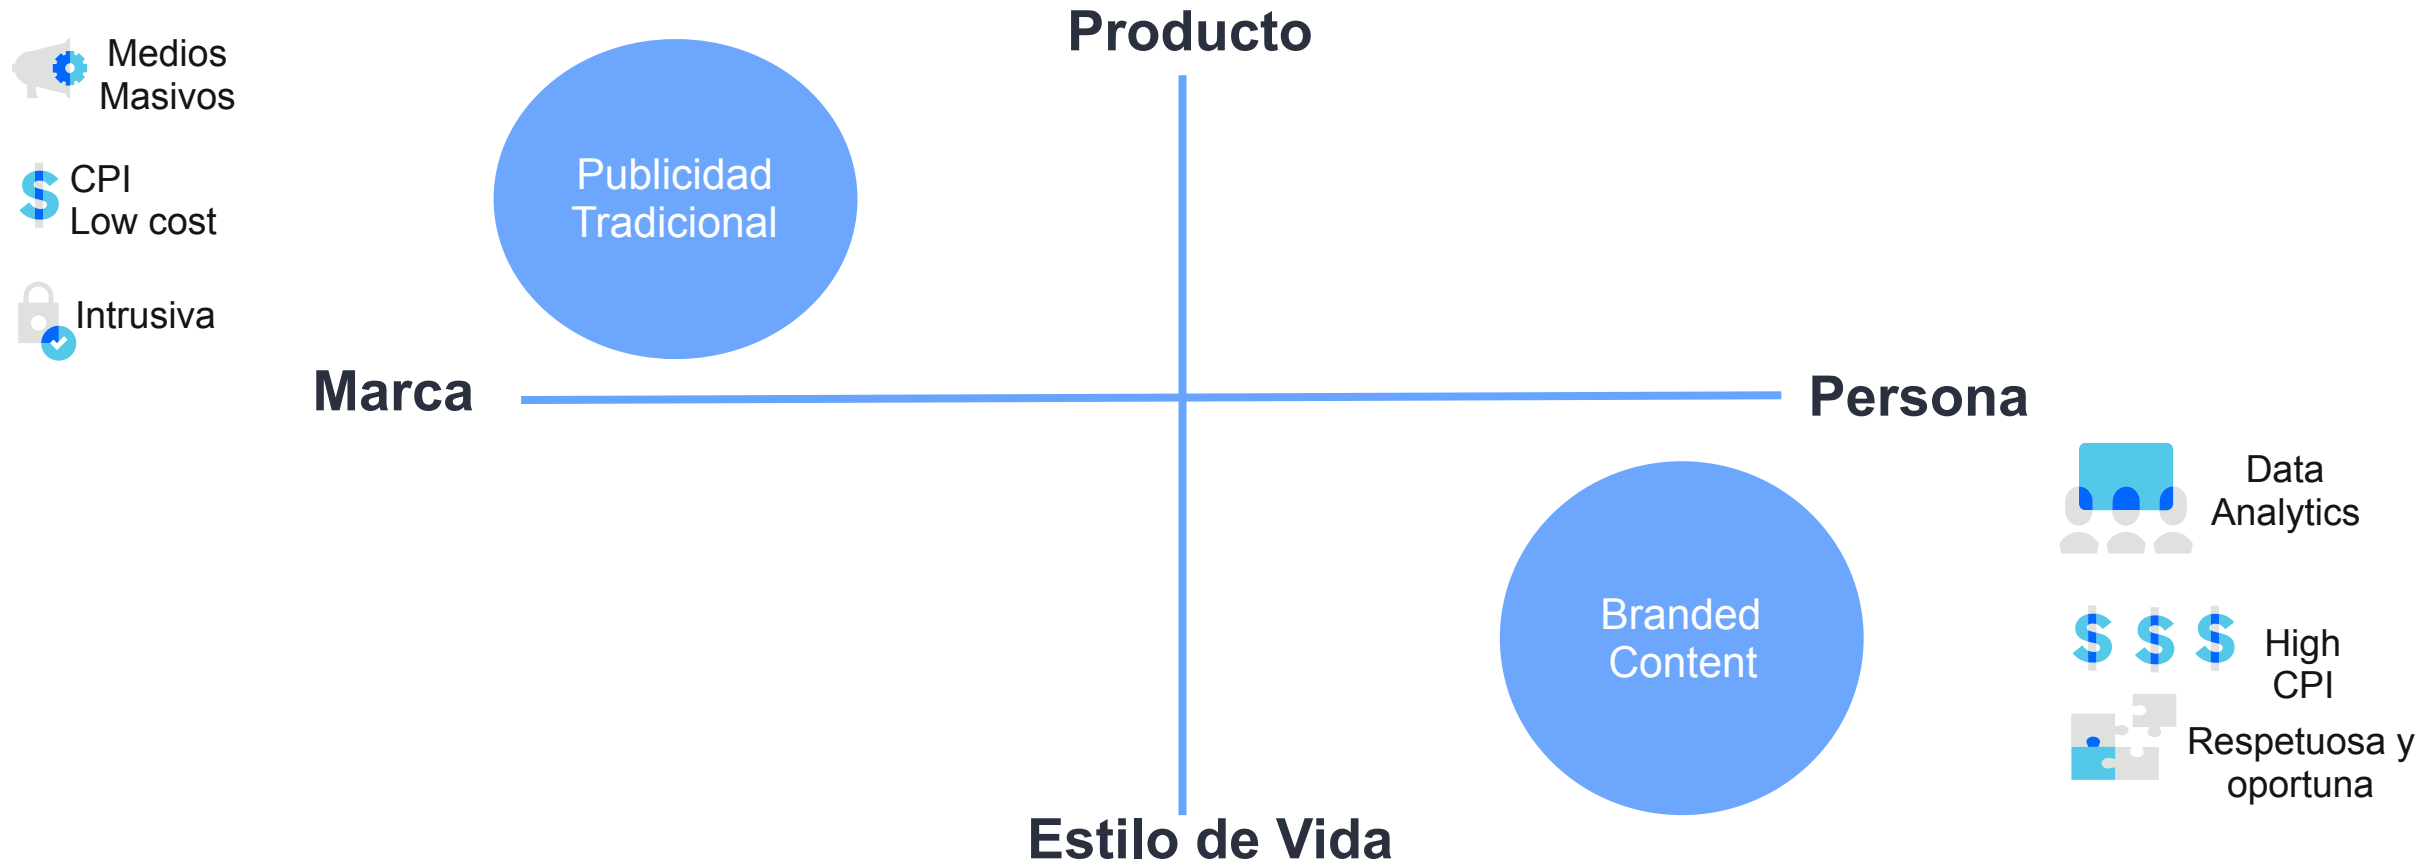 Producto
Medios
Masivos
CPI
Low cost
Intrusiva
Publicidad
Tradicional
Marca
Persona
Branded
Content
Data
Analytics
High
CPI
Respetuosa y
oportuna
Estilo de Vida